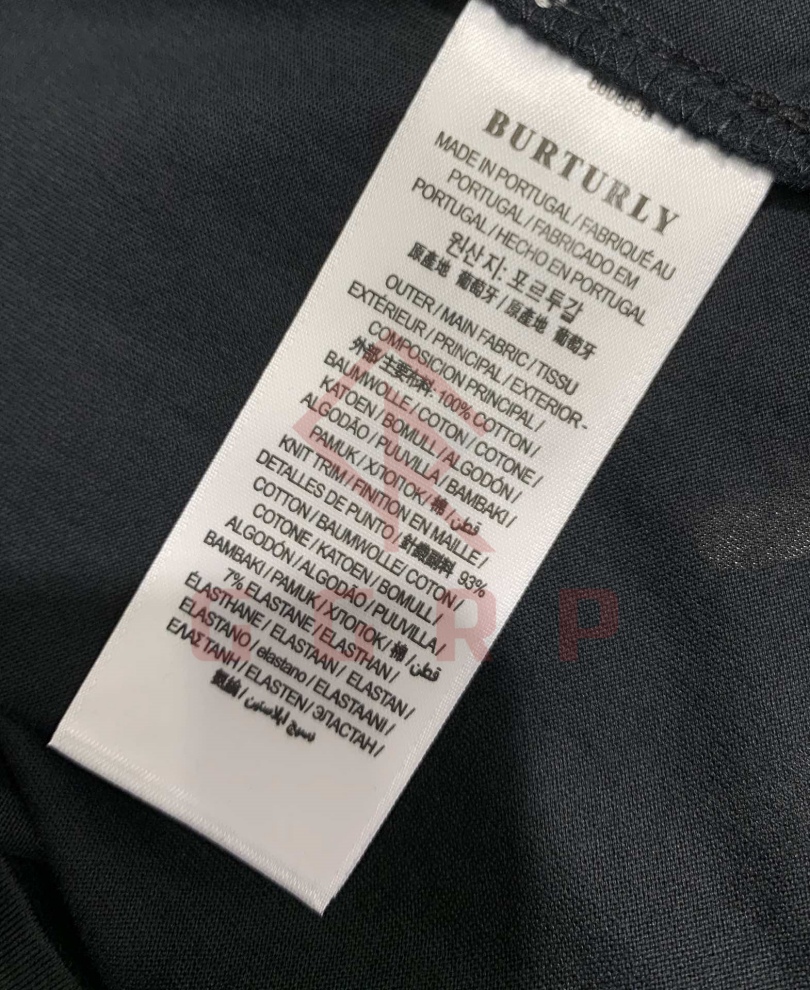 BURTURLY
MADE IN PORTUGAL / FABRIQUÉ AU
PORTUGAL / FABRICADO EM
PORTUGAL / HECHO EN PORTUGAL
원산지: 포르투갈
原產地 葡萄牙 / 原產地 葡萄牙
OUTER / MAIN FABRIC / TISSU
EXTÉRIEUR / PRINCIPAL / EXTERIOR -
COMPOSICION PRINCIPAL /
外部/主要布料: 100% COTTON /
BAUMWOLLE / COTON / COTONE /
KATOEN / BOMULL / ALGODÓN /
ALGODÃO / PUUVILLA / BAMBAKI /
PAMUK / ХЛОПОК / 棉 / قطن /
KNIT TRIM / FINITION EN MAILLE /
DETALLES DE PUNTO / 針織副料 93%
COTTON / BAUMWOLLE/ COTON /
COTONE / KATOEN / BOMULL /
ALGODÓN / ALGODÃO / PUUVILLA /
BAMBAKI / PAMUK / ХЛОПОК / 棉 / قطن
7% ELASTANE / ELASTHAN /
ÉLASTHANE / ELASTAAN / ELASTAN /
ELASTANO / elastano / ELASTAANI /
ΕΛΑΣΤΑΝΗ / ELASTEN / ЭЛАСТАН /
GGRP